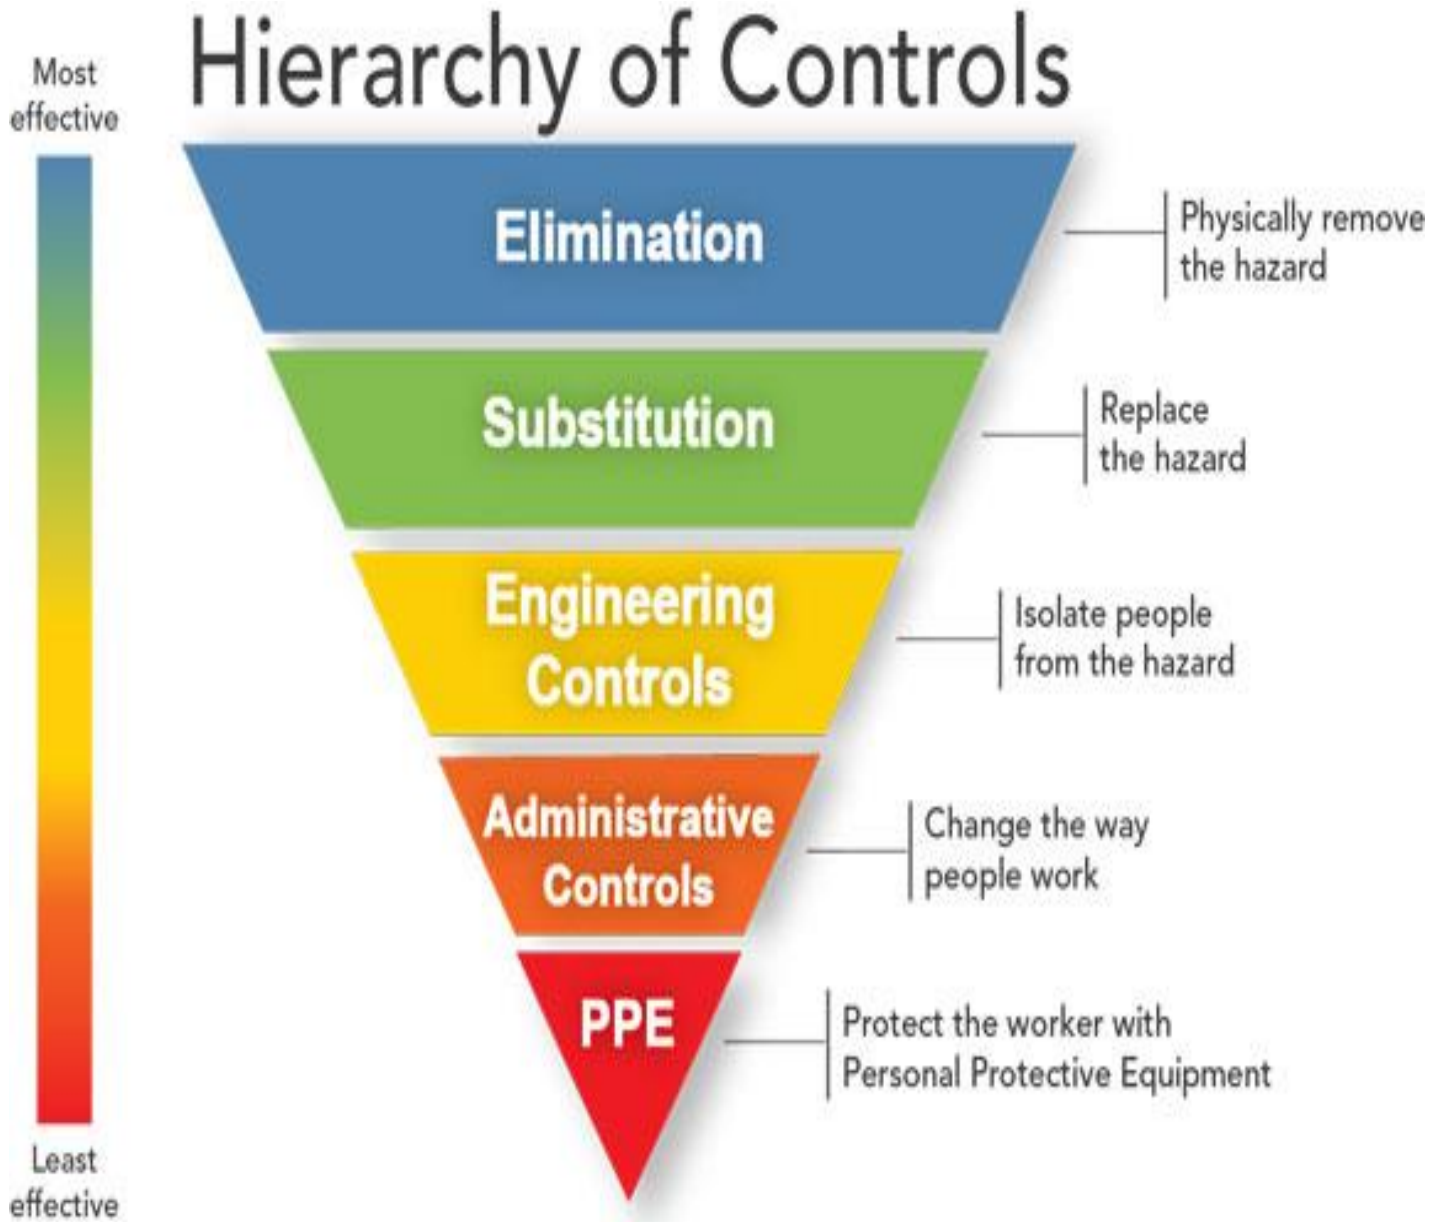 Hierarchy of Controls
Most
effective
Elimination
Physically remove
the hazard
Substitution
Replace
the hazard
Engineering
Controls
Isolate people
from the hazard
Administrative
Controls
Change the way
people work
PPE
Protect the worker with
Personal Protective Equipment
Least
effective